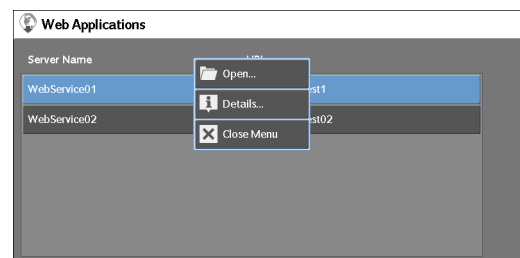 Web Applications
Server Name
Open...
WebService01
Details...
WebService02
Close Menu